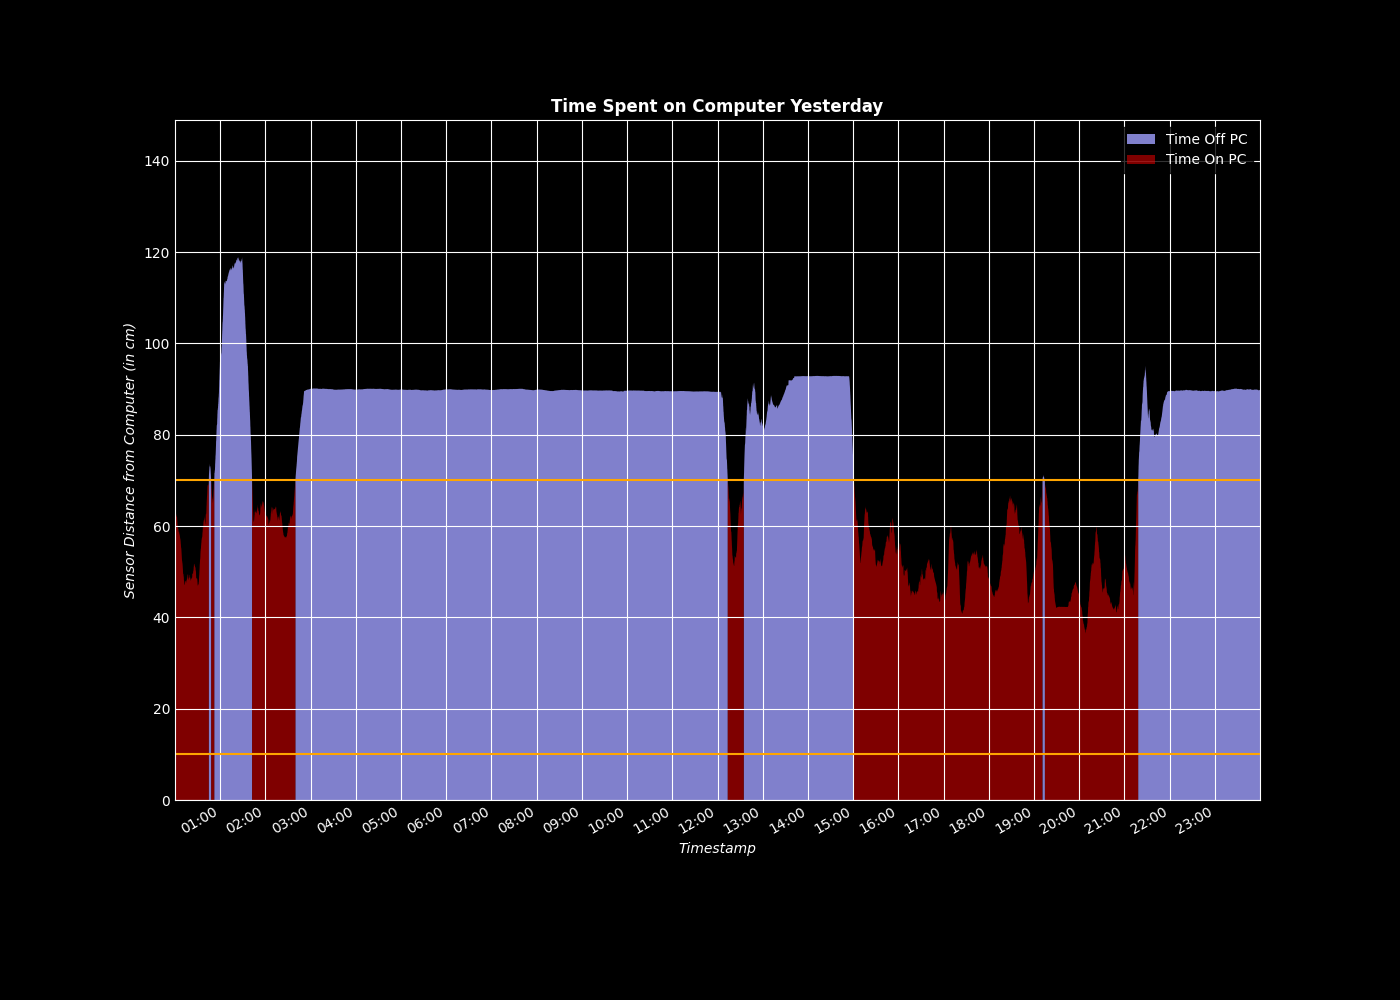 Time Spent on Computer Yesterday
Time Off PC
Time On PC
140
120
100
80
60
40
20
0
Sensor Distance from Computer (in cm)
01:00 02:00 03:00 04:00 05:00 06:00 07:00 08:00 09:00 10:00 11:00 12:00 13:00 14:00 15:00 16:00 17:00 18:00 19:00 20:00 21:00 22:00 23:00
Timestamp